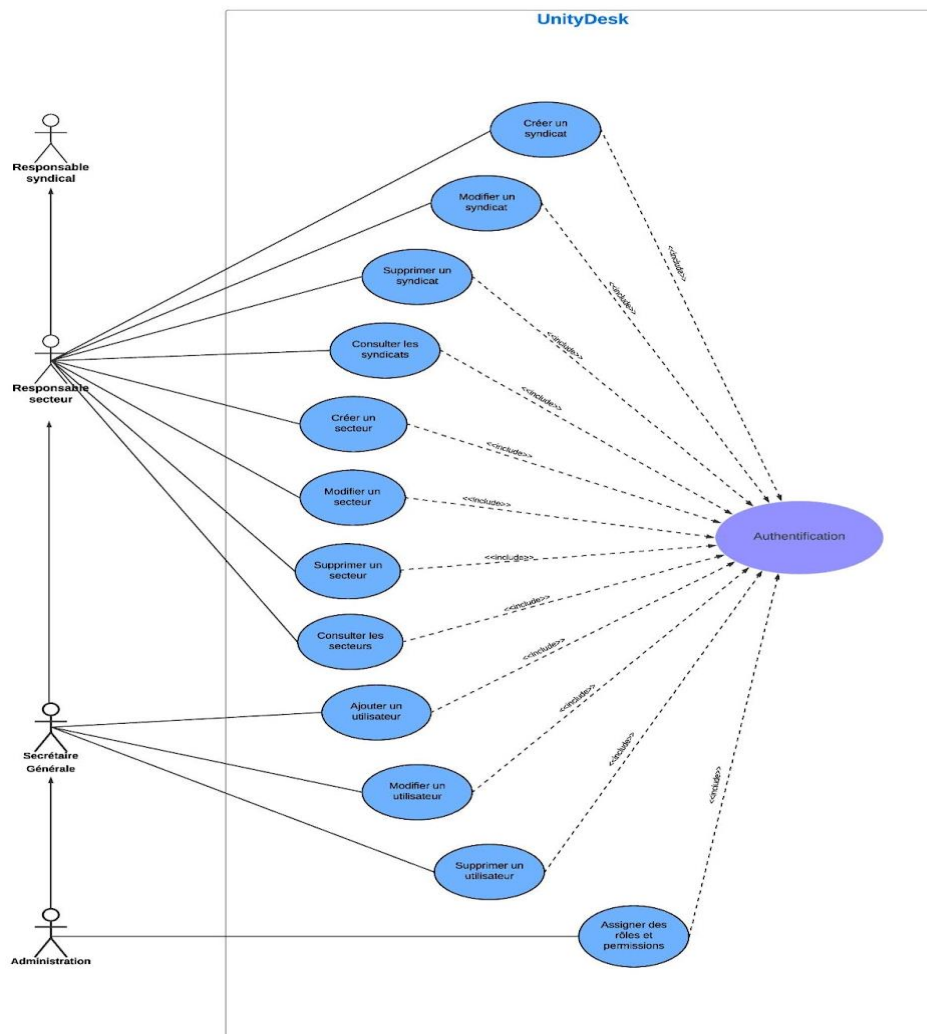 UnityDesk
Créer un
syndicat
Responsable
syndical
Modifier un
syndicat
<<include>>
Supprimer un
syndicat
<<include>>
Consulter les
syndicats
<<include>>
Responsable
secteur
<<include>>
Créer un
secteur
<<include>>
Modifier un
secteur
<<include>>
Authentification
Supprimer un
secteur
<<include>>
Consulter les
secteurs
<<include>>
<<include>>
Ajouter un
utilisateur
<<include>>
Secrétaire
Générale
<<include>>
Modifier un
utilisateur
<<include>>
Supprimer un
utilisateur
Assigner des
rôles et
permissions
Administration